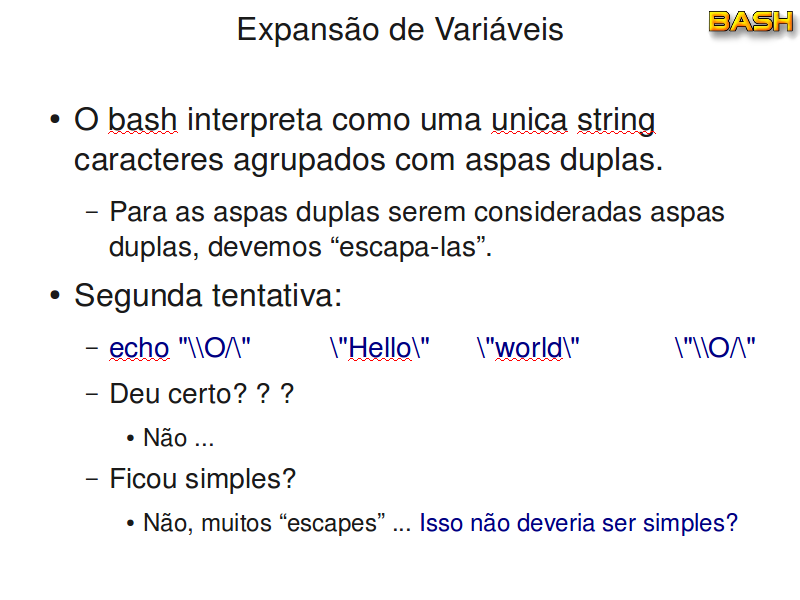 Expansão de Variáveis
BASH
• O bash interpreta como uma unica string
caracteres agrupados com aspas duplas.
– Para as aspas duplas serem consideradas aspas
duplas, devemos “escapa-las”.
• Segunda tentativa:
– echo "\\O/\" \"Hello\" \"world\" \"\\O/\"
– Deu certo? ? ?
• Não ...
– Ficou simples?
• Não, muitos “escapes” ... Isso não deveria ser simples?